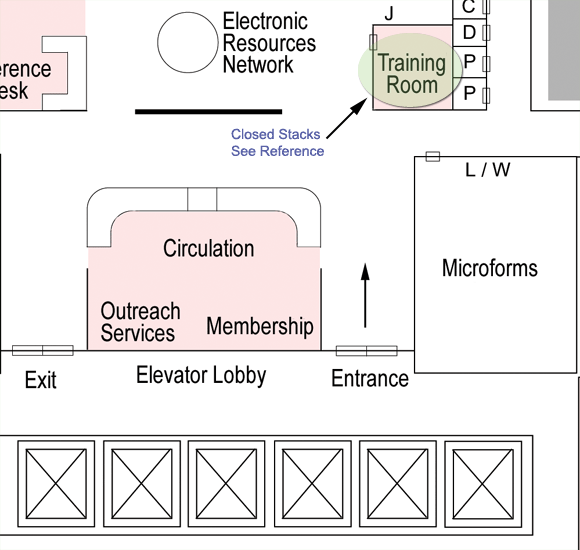 J
C
D
P
P
Electronic
Resources
Network
Training
Room
erence
esk
Closed Stacks
See Reference
L / W
Circulation
Microforms
Outreach
Services
Membership
Exit
Elevator Lobby
Entrance